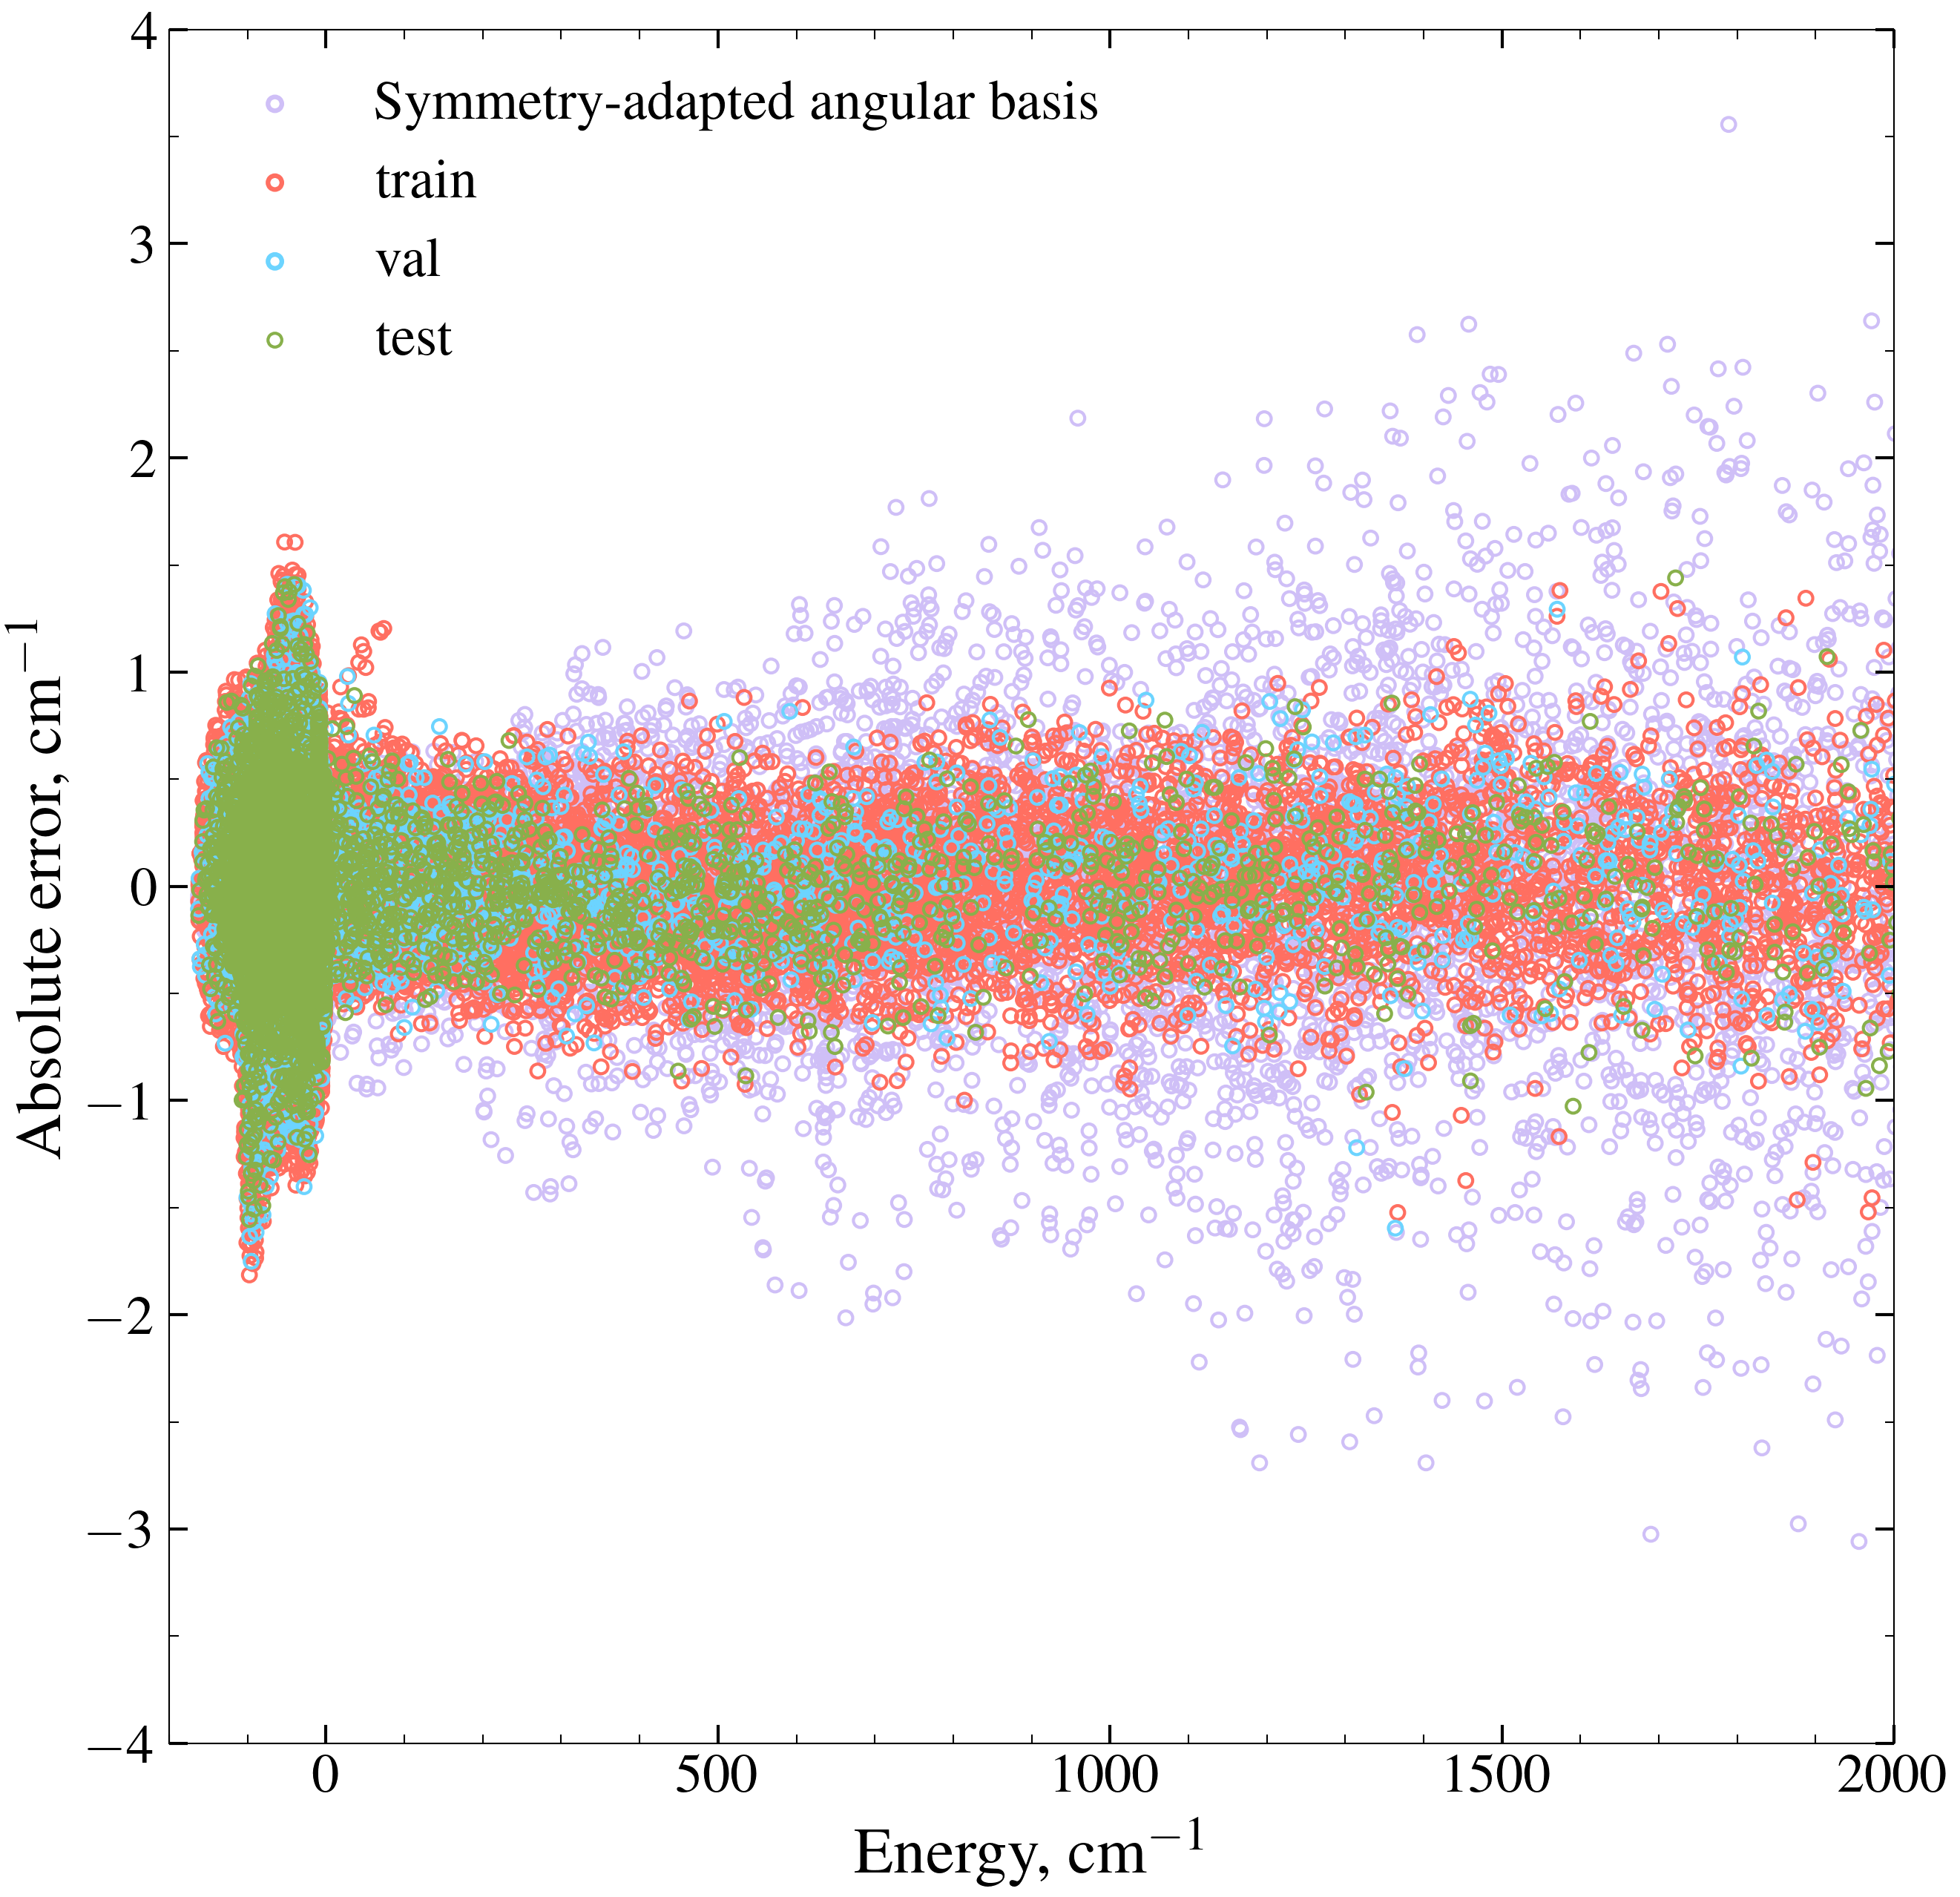 4
3
2
1
0
−1
−2
−3
−4
Absolute error, cm−1
Symmetry-adapted angular basis
train
val
test
0 500 1000 1500 2000
Energy, cm−1